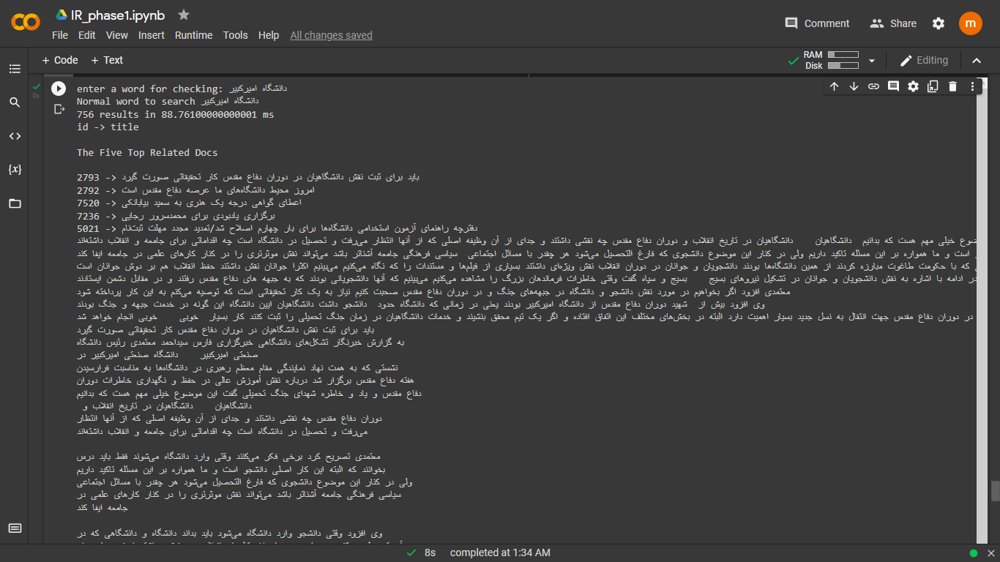 IR_phase1.ipynb
File Edit View Insert Runtime Tools Help All changes saved
Comment Share m
+ Code + Text
RAM
Disk
Editing
9s
enter a word for checking: دانشگاه امیرکبیر
Normal word to search دانشگاه امیرکبیر
756 results in 88.76100000000001 ms
id -> title
The Five Top Related Docs
2793 -> باید برای ثبت نقش دانشگاهیان در دوران دفاع مقدس کار تحقیقاتی صورت گیرد
2792 -> امروز محیط دانشگاه‌های ما عرصه دفاع مقدس است
7520 -> اعطای گواهی درجه یک هنری به سعید بیابانکی
7236 -> برگزاری یادبودی برای محمدسرور رجایی
5021 -> دفترچه راهنمای آزمون استخدامی دانشگاه‌ها برای بار چهارم اصلاح شد/تمدید مجدد مهلت ثبت‌نام
ضوع خیلی مهم هست که بدانیم دانشگاهیان دانشگاهیان در تاریخ انقلاب و دوران دفاع مقدس چه نقشی داشتند و جدای از آن وظیفه اصلی که از آنها انتظار می‌رفت و تحصیل در دانشگاه است چه اقداماتی برای جامعه و انقلاب داشته‌اند
است و ما همواره بر این مسئله تاکید داریم ولی در کنار این موضوع دانشجوی که فارغ التحصیل می‌شود هر چقدر با مسائل اجتماعی سیاسی فرهنگی جامعه آشناتر باشد می‌تواند نقش موثرتری را در کنار کارهای علمی در جامعه ایفا کند
ی که با حکومت طاغوت مبارزه کردند از همین دانشگاه‌ها بودند دانشجویان و جوانان در دوران انقلاب نقش ویژه‌ای داشتند بسیاری از فیلم‌ها و مستندات را که نگاه می‌کنیم می‌بینیم اکثرا جوانان نقش داشتند حفظ انقلاب هم بر دوش جوانان است
در ادامه با اشاره به نقش دانشجویان و جوانان در تشکیل نیروهای بسیج بسیج و سپاه گفت وقتی خاطرات فرماندهان بزرگ را مشاهده می‌کنیم می‌بینیم که آنها دانشجویانی بودند که به جبهه های دفاع مقدس رفتند و در مقابل دشمن ایستادند
معتمدی افزود اگر بخواهیم در مورد نقش دانشجو و دانشگاه در جبهه‌های جنگ و در دوران دفاع مقدس صحبت کنیم نیاز به یک کار تحقیقاتی است که توصیه می‌کنم به این کار پرداخته شود
وی افزود بیش از شهید دوران دفاع مقدس از دانشگاه امیرکبیر بودند یعنی در زمانی که دانشگاه حدود دانشجو داشت دانشگاهیان ایین دانشگاه این گونه در خدمت جبهه و جنگ بودند
در دوران دفاع مقدس جهت انتقال به نسل جدید بسیار اهمیت دارد البته در بخش‌های مختلف این اتفاق افتاده و اگر یک تیم محقق بنشیند و خدمات دانشگاهیان در زمان جنگ تحمیلی را ثبت کنند کار بسیار خوبی خوبی انجام خواهد شد
باید برای ثبت نقش دانشگاهیان در دوران دفاع مقدس کار تحقیقاتی صورت گیرد
به گزارش خبرنگار تشکل‌های دانشگاهی خبرگزاری فارس سیداحمد معتمدی رئیس دانشگاه
صنعتی امیرکبیر دانشگاه صنعتی امیرکبیر در
نشستی که به همت نهاد نمایندگی مقام معظم رهبری در دانشگاه‌ها به مناسبت فرارسیدن
هفته دفاع مقدس برگزار شد درباره نقش آموزش عالی در حفظ و نگهداری خاطرات دوران
دفاع مقدس و یاد و خاطره شهدای جنگ تحمیلی گفت این موضوع خیلی مهم هست که بدانیم
دانشگاهیان دانشگاهیان در تاریخ انقلاب و
دوران دفاع مقدس چه نقشی داشتند و جدای از آن وظیفه اصلی که از آنها انتظار
می‌رفت و تحصیل در دانشگاه است چه اقداماتی برای جامعه و انقلاب داشته‌اند
معتمدی تصریح کرد برخی فکر می‌کنند وقتی وارد دانشگاه می‌شوند فقط باید درس
بخوانند که البته این کار اصلی دانشجو است و ما همواره بر این مسئله تاکید داریم
ولی در کنار این موضوع دانشجوی که فارغ التحصیل می‌شود هر چقدر با مسائل اجتماعی
سیاسی فرهنگی جامعه آشناتر باشد می‌تواند نقش موثرتری را در کنار کارهای علمی در
جامعه ایفا کند
وی افزود وقتی دانشجو وارد دانشگاه می‌شود باید بداند دانشگاه و دانشگاهی که در
8s completed at 1:34 AM